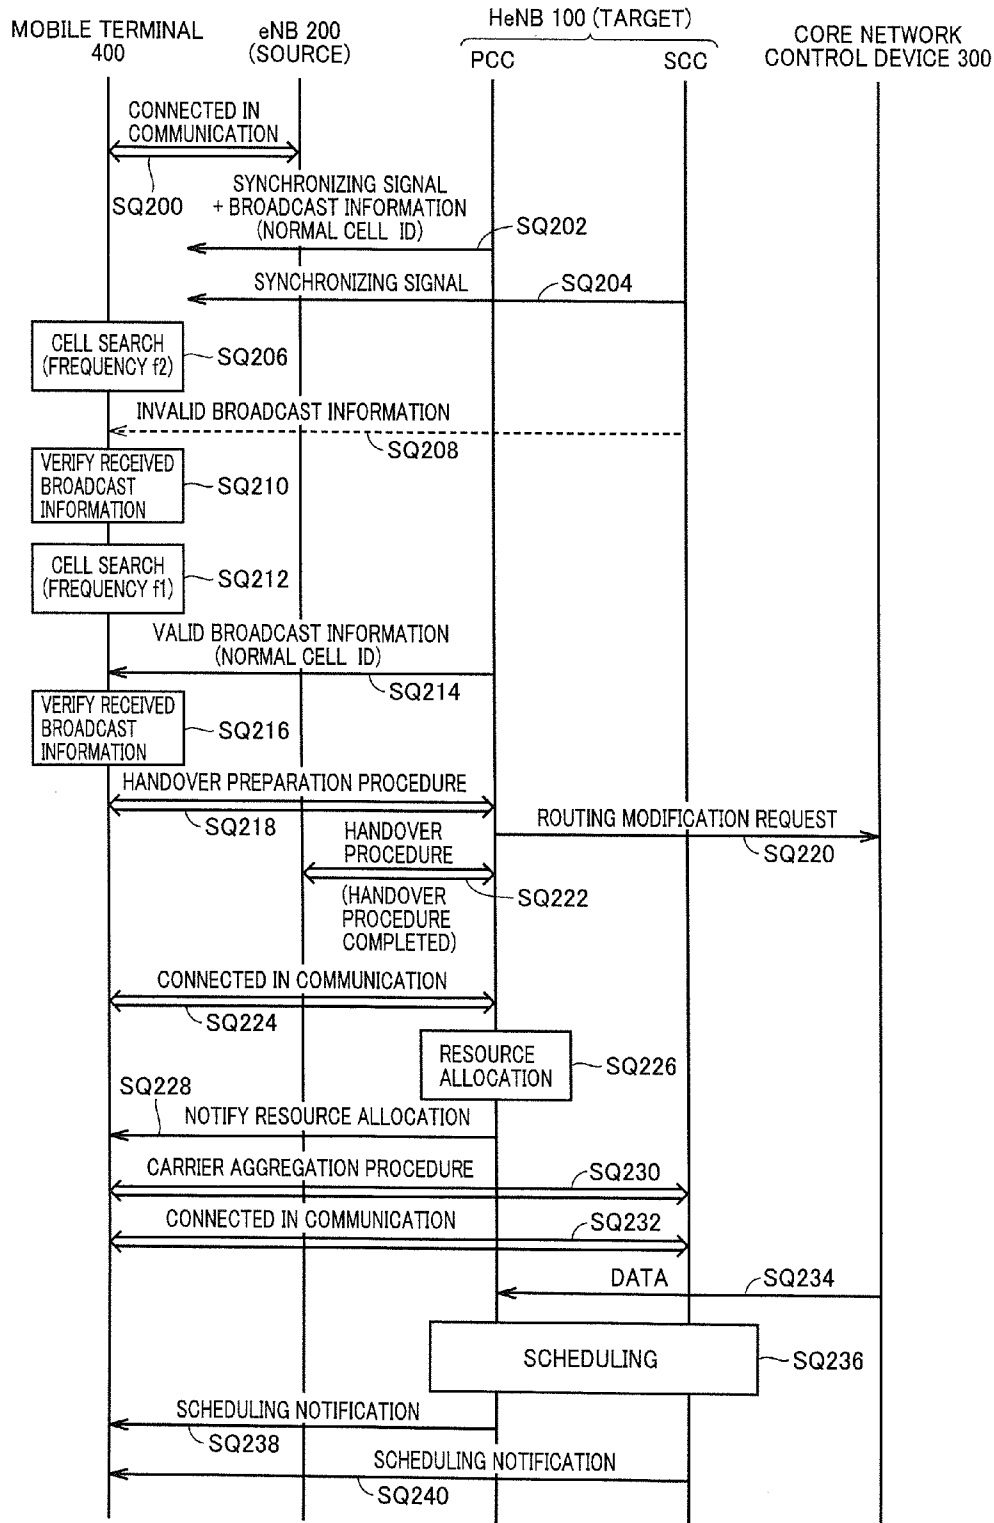 MOBILE TERMINAL
400
eNB 200
(SOURCE)
HeNB 100 (TARGET)
PCC
SCC
CORE NETWORK
CONTROL DEVICE 300
CONNECTED IN
COMMUNICATION
SQ200
SYNCHRONIZING SIGNAL
+ BROADCAST INFORMATION
(NORMAL CELL ID)
SQ202
SYNCHRONIZING SIGNAL
SQ204
CELL SEARCH
(FREQUENCY f2)
SQ206
INVALID BROADCAST INFORMATION
SQ208
VERIFY RECEIVED
BROADCAST
INFORMATION
SQ210
CELL SEARCH
(FREQUENCY f1)
SQ212
VALID BROADCAST INFORMATION
(NORMAL CELL ID)
SQ214
VERIFY RECEIVED
BROADCAST
INFORMATION
SQ216
HANDOVER PREPARATION PROCEDURE
SQ218
ROUTING MODIFICATION REQUEST
SQ220
HANDOVER
PROCEDURE
SQ222
(HANDOVER
PROCEDURE
COMPLETED)
CONNECTED IN COMMUNICATION
SQ224
RESOURCE
ALLOCATION
SQ226
SQ228
NOTIFY RESOURCE ALLOCATION
CARRIER AGGREGATION PROCEDURE
SQ230
CONNECTED IN COMMUNICATION
SQ232
DATA
SQ234
SCHEDULING
SQ236
SCHEDULING NOTIFICATION
SQ238
SCHEDULING NOTIFICATION
SQ240